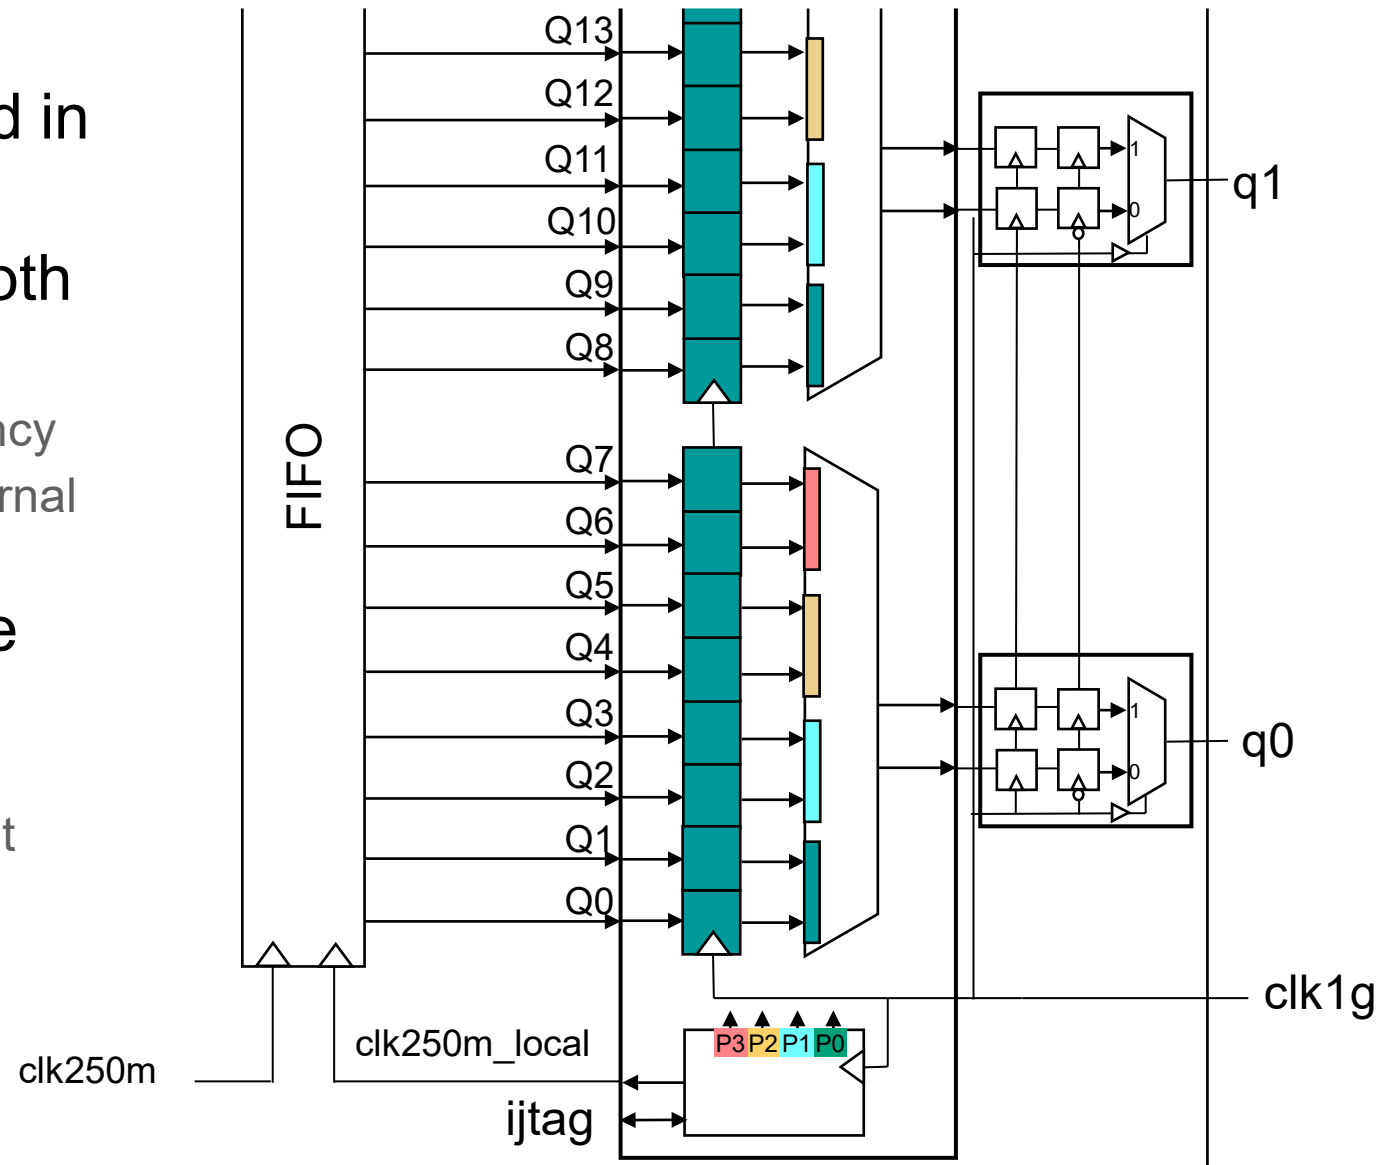 d in
oth
ncy
rnal
e
t
FIFO
Q13
Q12
Q11
Q10
Q9
Q8
Q7
Q6
Q5
Q4
Q3
Q2
Q1
Q0
1
0
q1
1
0
q0
clk1g
P3 P2 P1 P0
clk250m_local
clk250m
ijtag